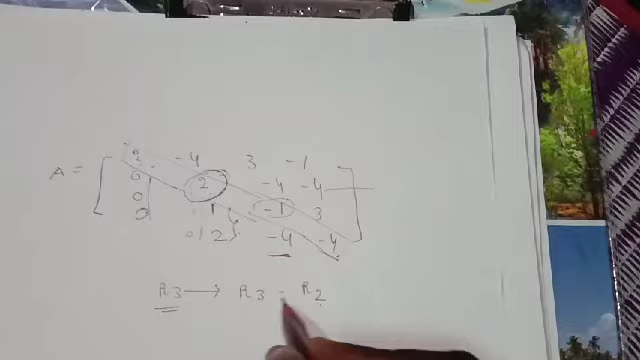 A = [ 2 -4 3 -1
0 2 -4 -4
0 1 -1 3
0 2 -4 -4 ]
R3 → R3 - R2